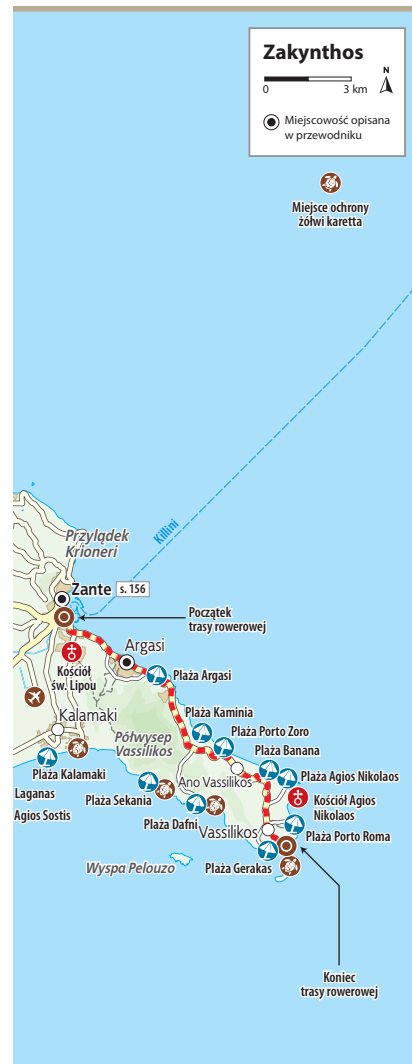 Zakynthos
N
0 3 km
Miejscowość opisana
w przewodniku
Miejsce ochrony
żółwi karetta
Killini
Przylądek
Krioneri
Zante s. 156
Początek
trasy rowerowej
Argasi
Kościół
św. Lipou
Plaża Argasi
Kalamaki
Plaża Kaminia
Półwysep
Vassilikos
Plaża Porto Zoro
Plaża Banana
Plaża Kalamaki
Ano Vassilikos
Plaża Agios Nikolaos
Laganas
Plaża Sekania
Kościół Agios
Nikolaos
Agios Sostis
Plaża Dafni
Vassilikos
Plaża Porto Roma
Wyspa Pelouzo
Plaża Gerakas
Koniec
trasy rowerowej